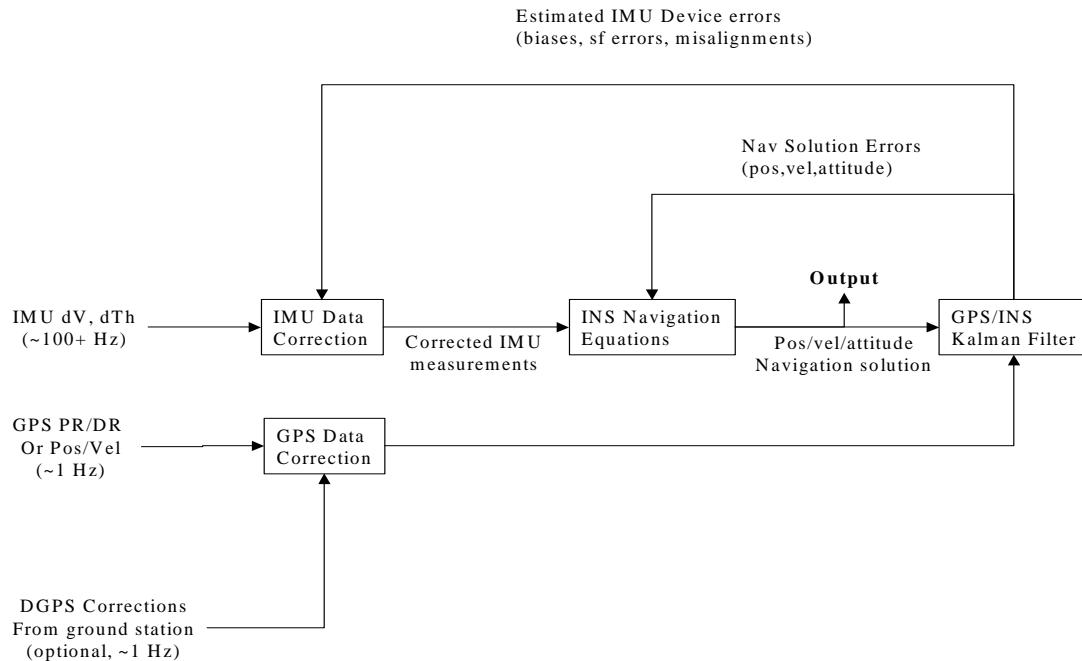 Estimated IMU Device errors
(biases, sf errors, misalignments)
Nav Solution Errors
(pos,vel,attitude)
Output
IMU dV, dTh
(~100+ Hz)
IMU Data
Correction
Corrected IMU
measurements
INS Navigation
Equations
Pos/vel/attitude
Navigation solution
GPS/INS
Kalman Filter
GPS PR/DR
Or Pos/Vel
(~1 Hz)
GPS Data
Correction
DGPS Corrections
From ground station
(optional, ~1 Hz)